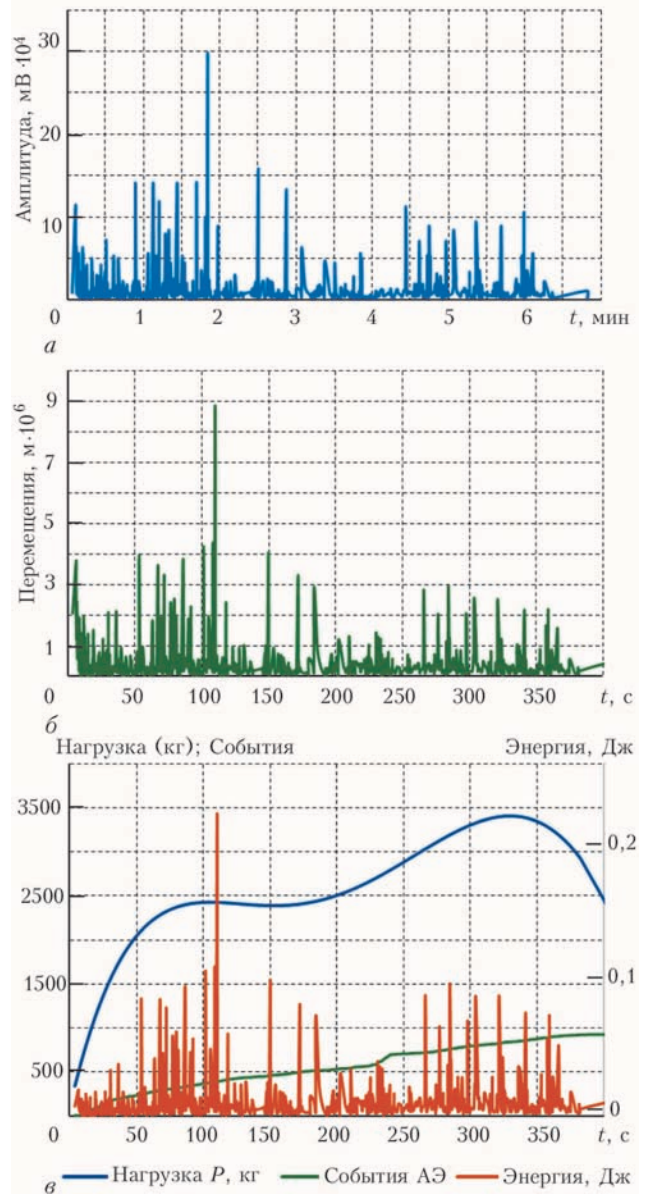 Амплитуда, мВ·10⁴
30
20
10
0
1 2 3 4 5 6 t, мин
а
Перемещения, м·10⁶
9
7
5
3
1
0 50 100 150 200 250 300 350 t, с
б
Нагрузка (кг); События Энергия, Дж
3500
2500
1500
500
0,2
0,1
0
0 50 100 150 200 250 300 350 t, с
в Нагрузка P, кг События АЭ Энергия, Дж